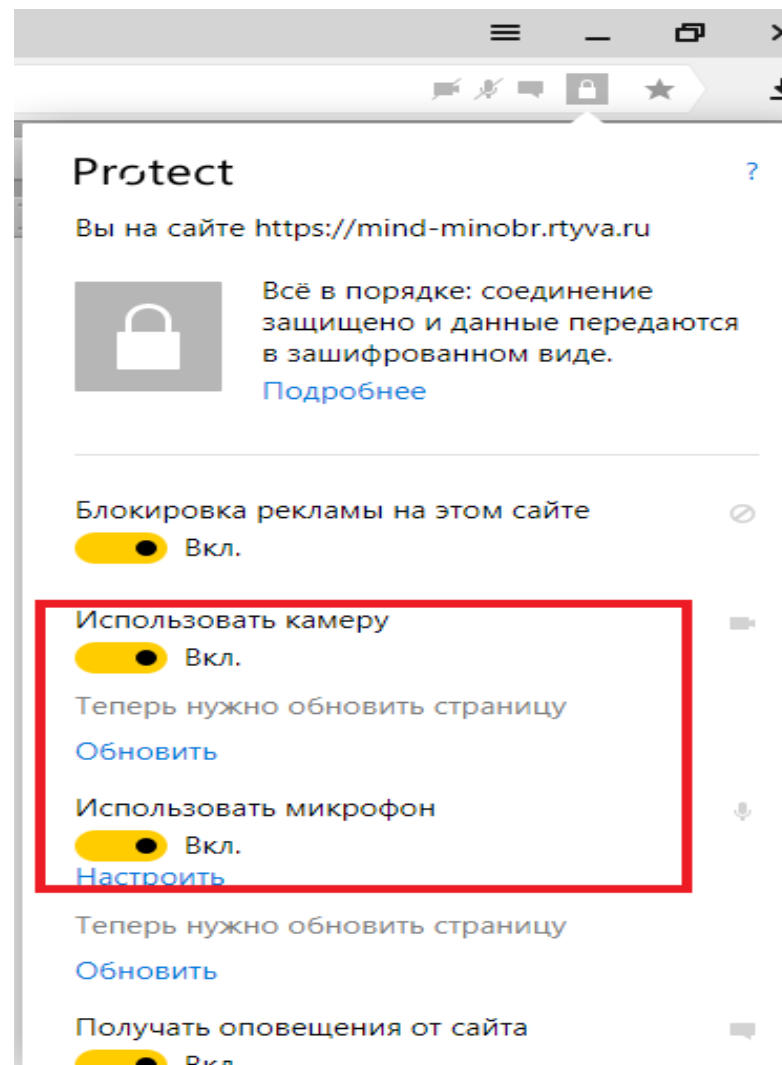 Protect
?
Вы на сайте https://mind-minobr.rtyva.ru
Всё в порядке: соединение
защищено и данные передаются
в зашифрованном виде.
Подробнее
Блокировка рекламы на этом сайте
Вкл.
Использовать камеру
Вкл.
Теперь нужно обновить страницу
Обновить
Использовать микрофон
Вкл.
Настроить
Теперь нужно обновить страницу
Обновить
Получать оповещения от сайта
Вкл